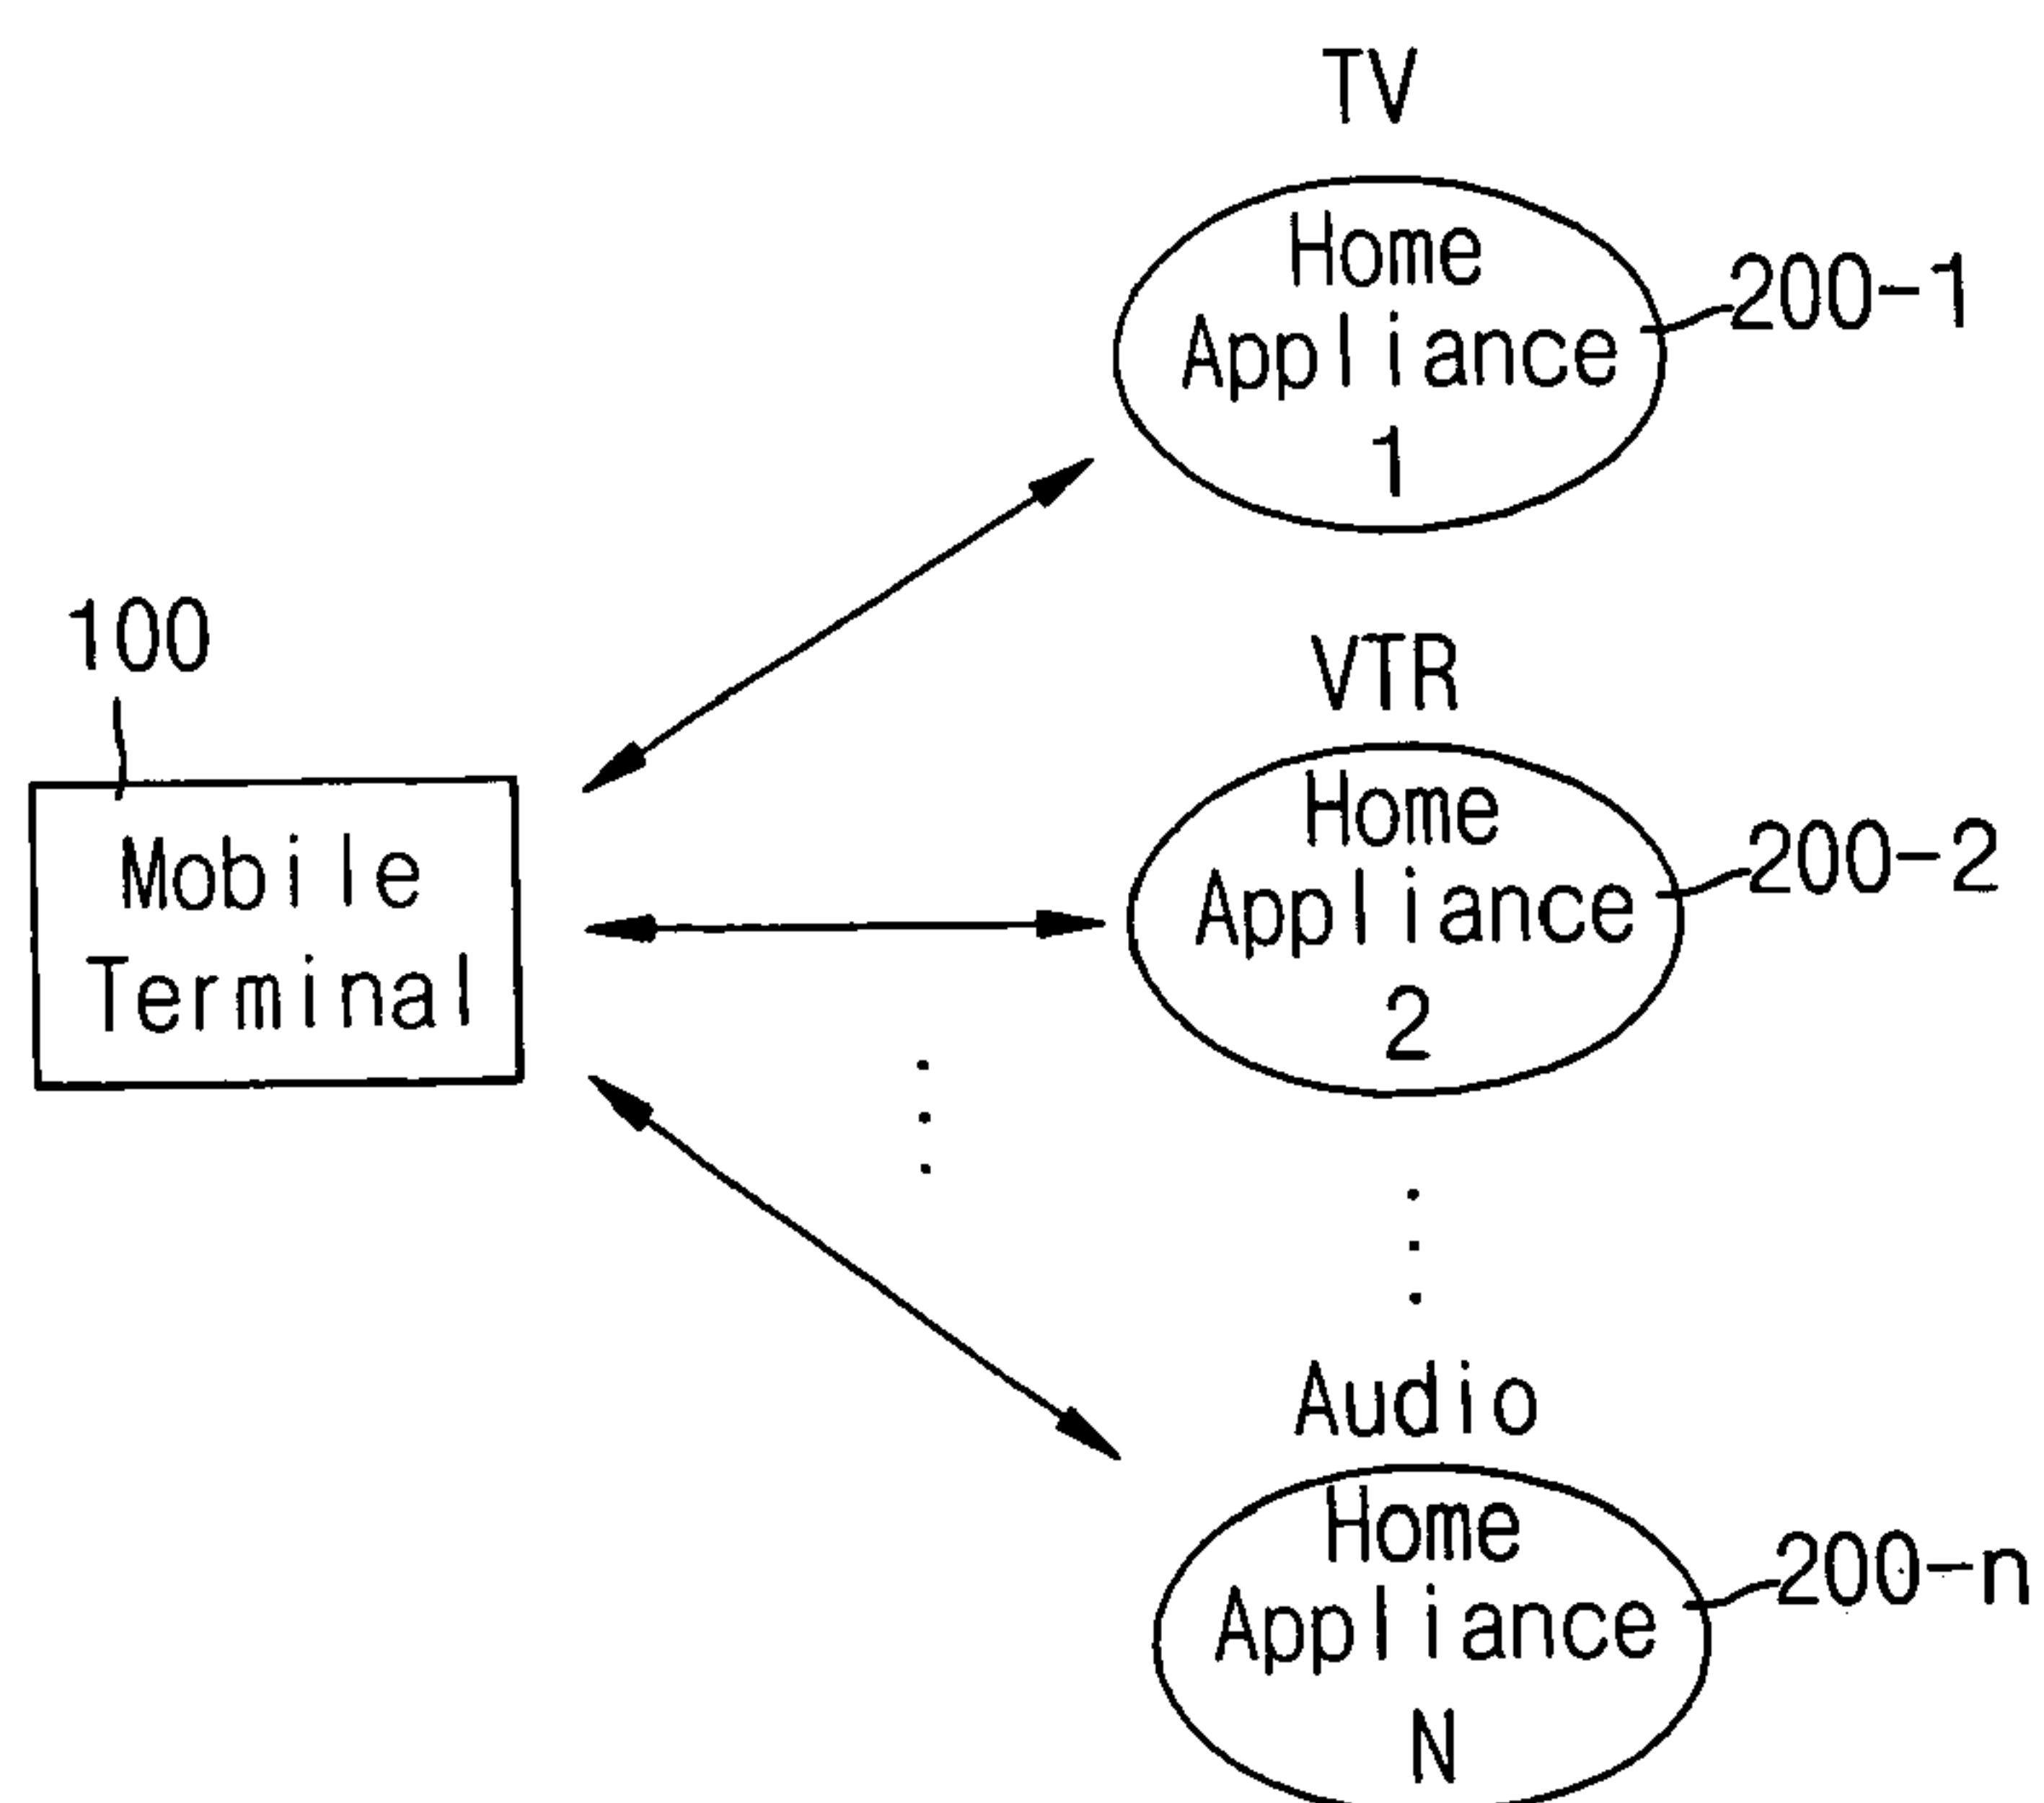 TV
Home
Appliance
1
200-1
100
Mobile
Terminal
VTR
Home
Appliance
2
200-2
Audio
Home
Appliance
N
200-n